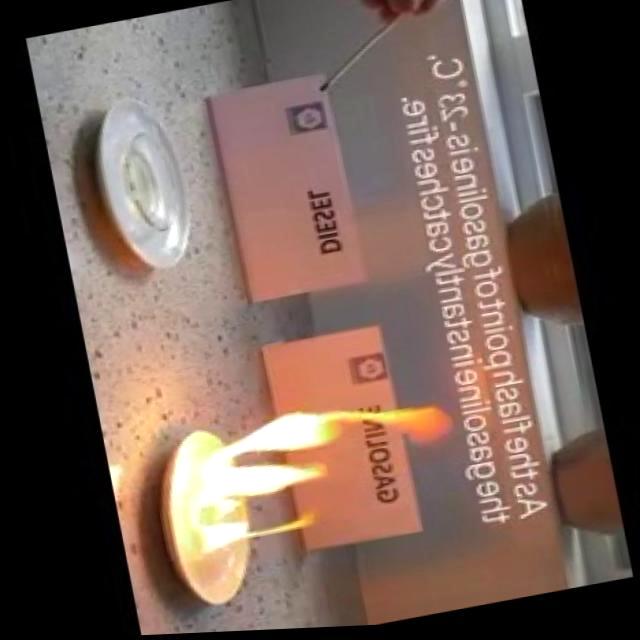 As the flash point of gasoline is -23°C,
the gasoline instantly catches fire.
DIESEL
GASOLINE